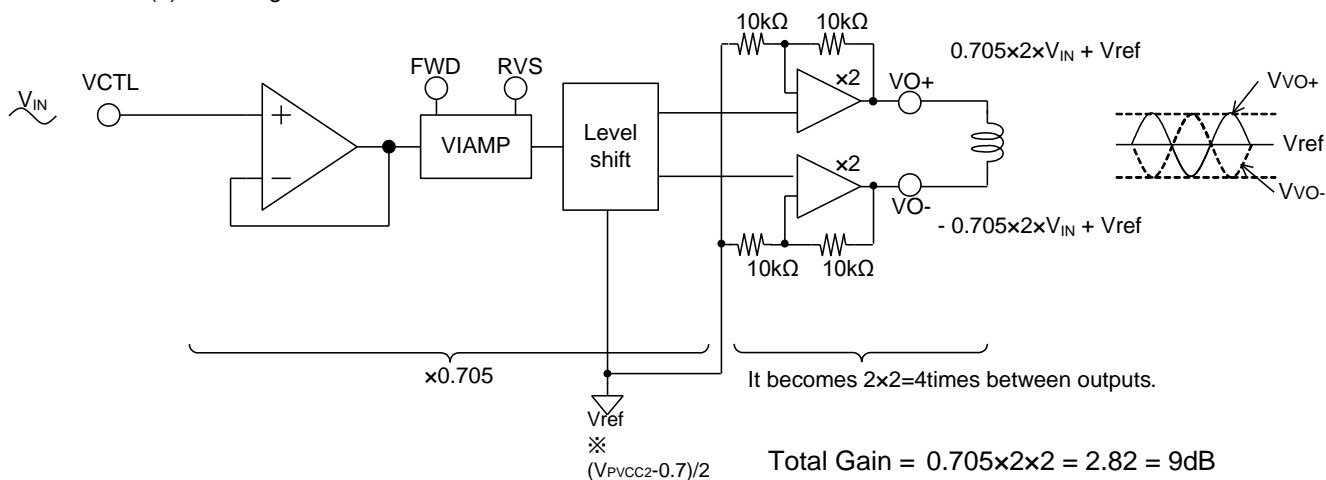 10kΩ 10kΩ
0.705×2×VIN + Vref
FWD RVS
×2
VO+
VIN
VCTL
VVO+
+
Level
shift
VIAMP
Vref
−
×2
VO-
VVO-
- 0.705×2×VIN + Vref
10kΩ 10kΩ
×0.705
It becomes 2×2=4times between outputs.
Vref
※
(VPVCC2-0.7)/2
Total Gain = 0.705×2×2 = 2.82 = 9dB